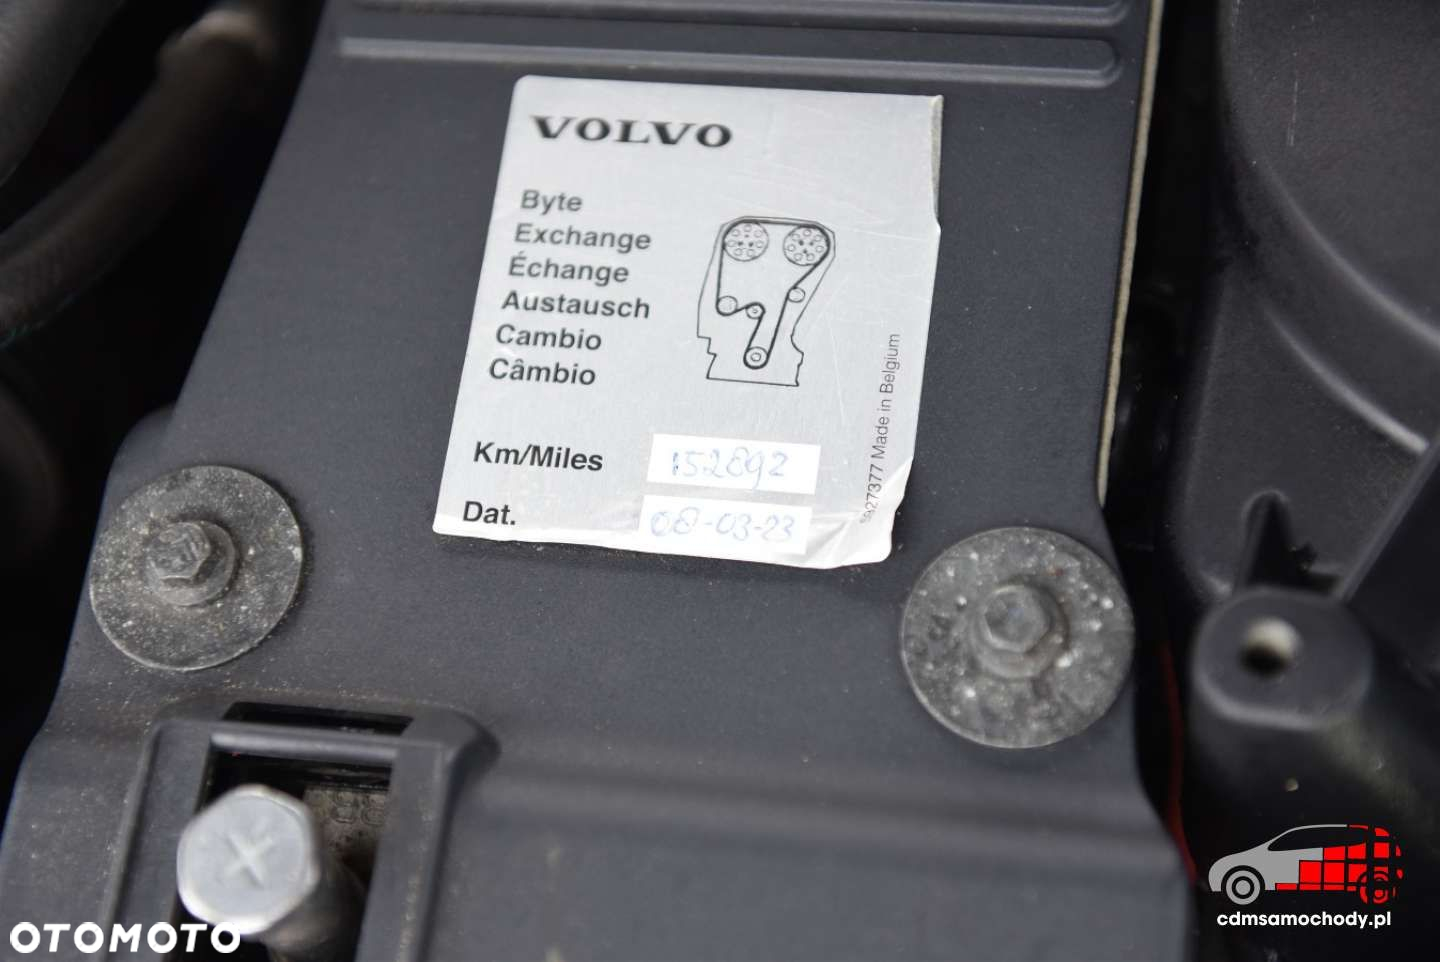 VOLVO
Byte
Exchange
Échange
Austausch
Cambio
Câmbio
Km/Miles 152892
Dat. 08-03-23
5927377 Made in Belgium
OTOMOTO
cdmsamochody.pl